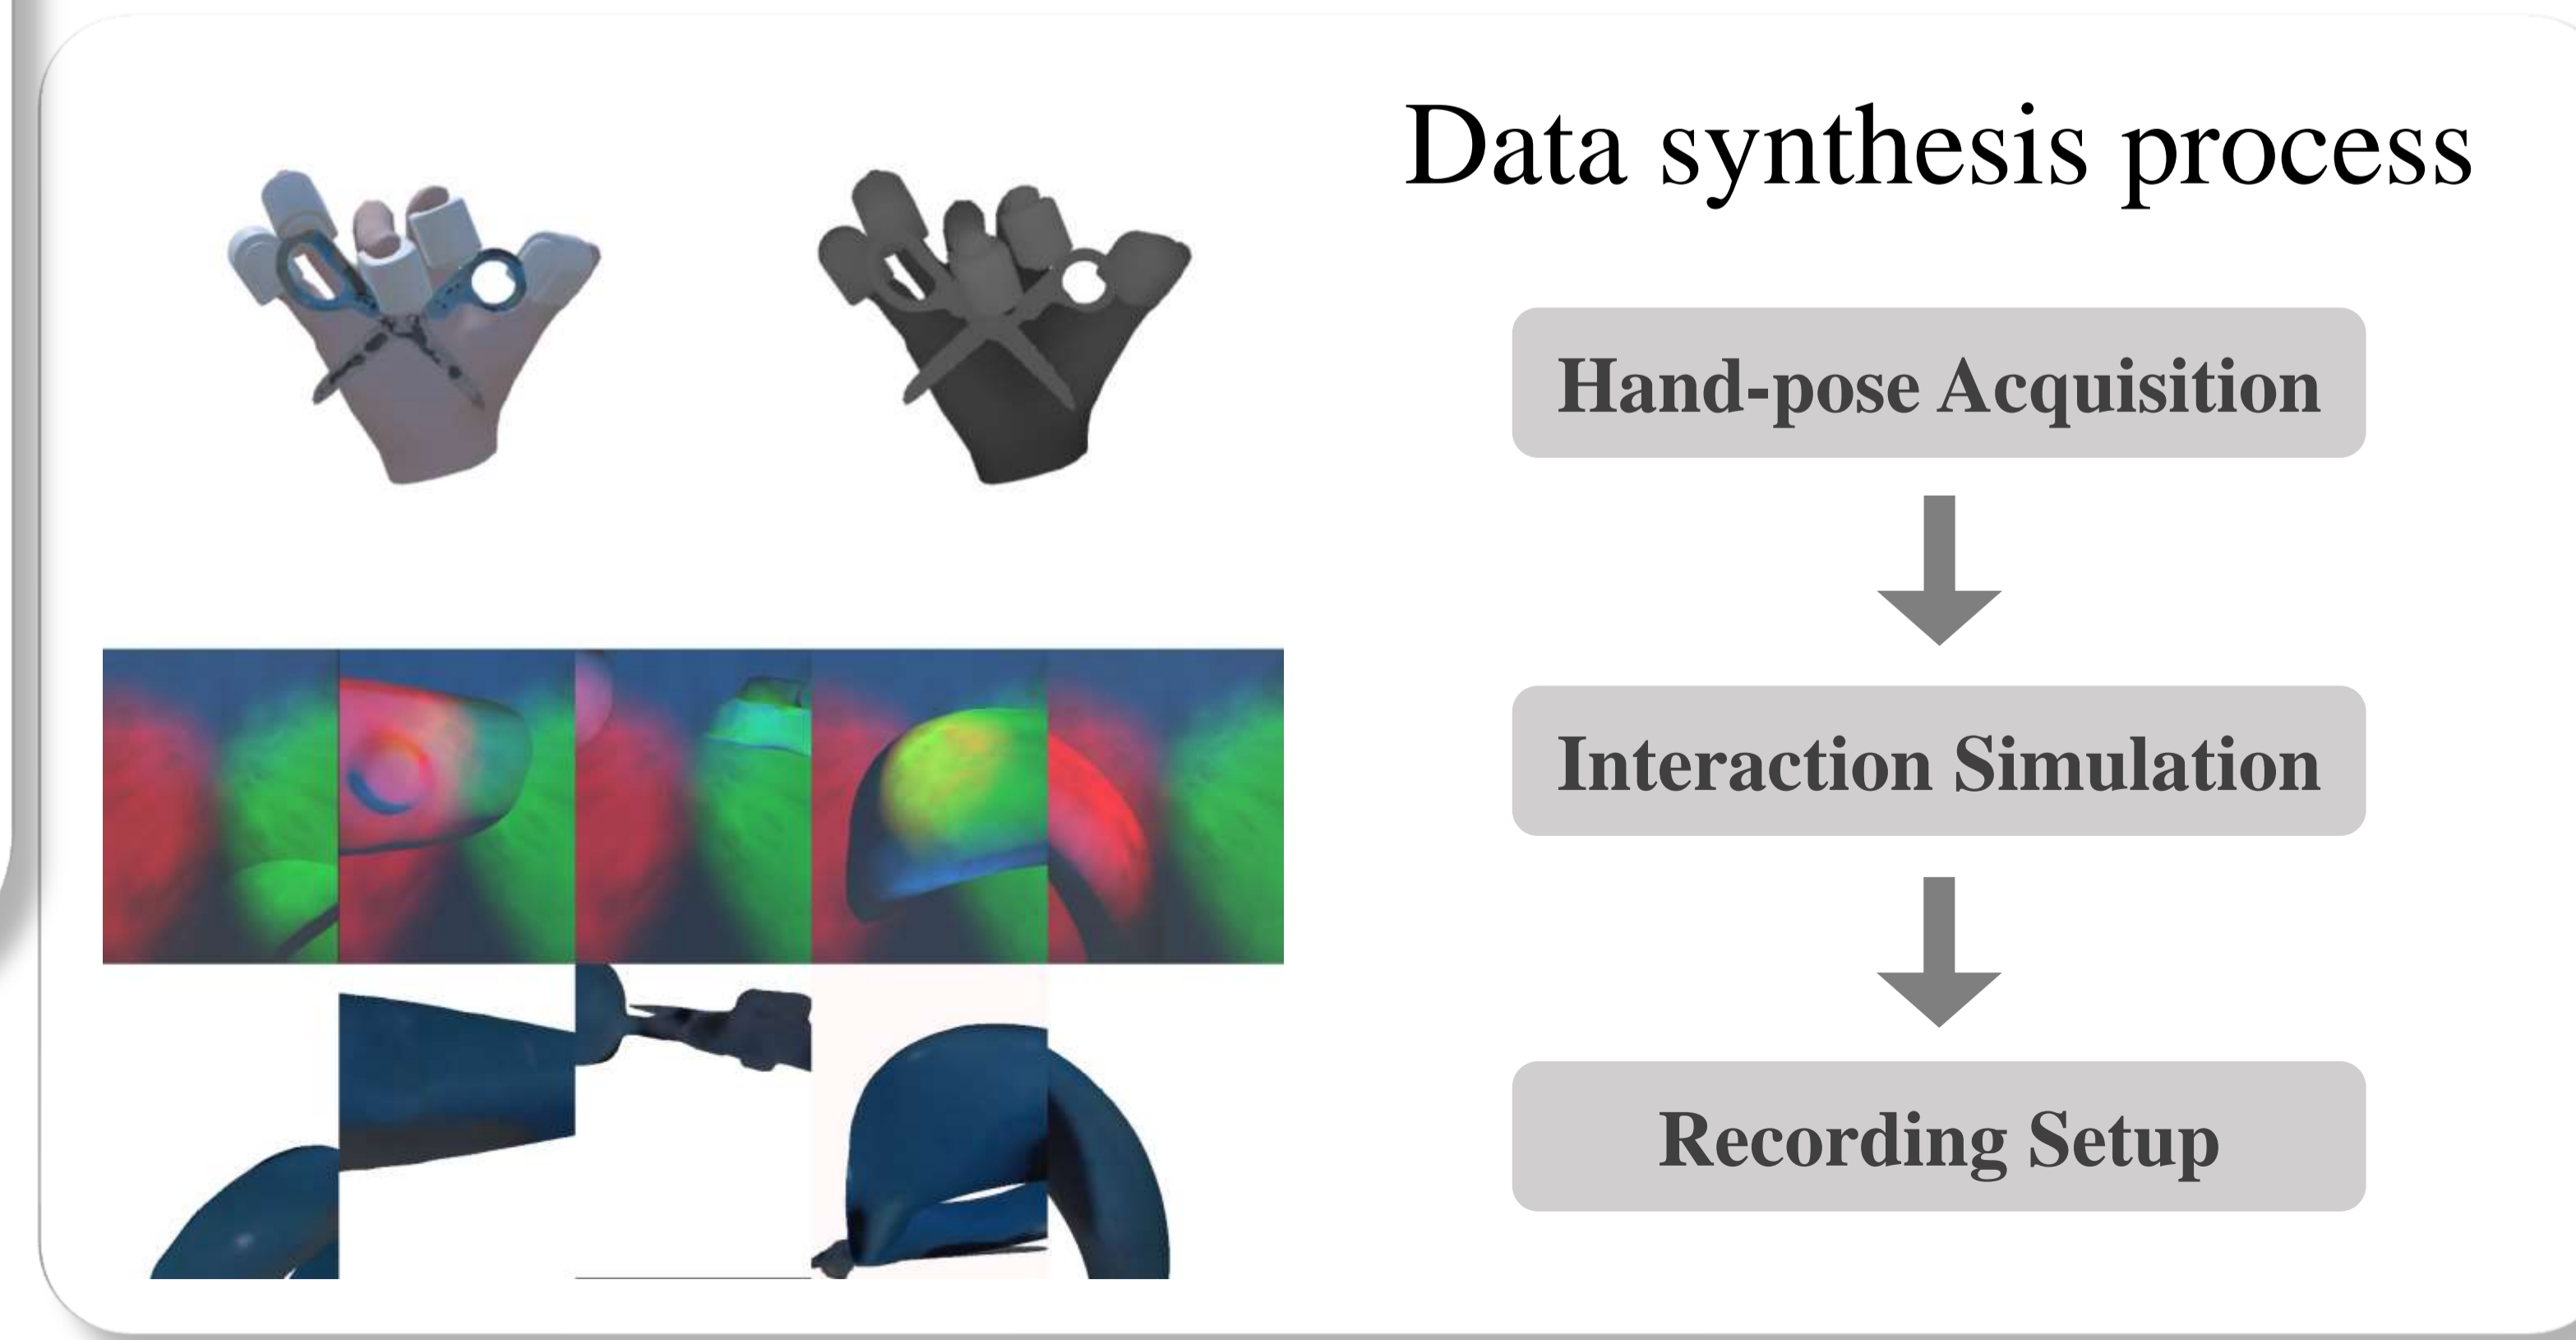 Data synthesis process
Hand-pose Acquisition
Interaction Simulation
Recording Setup